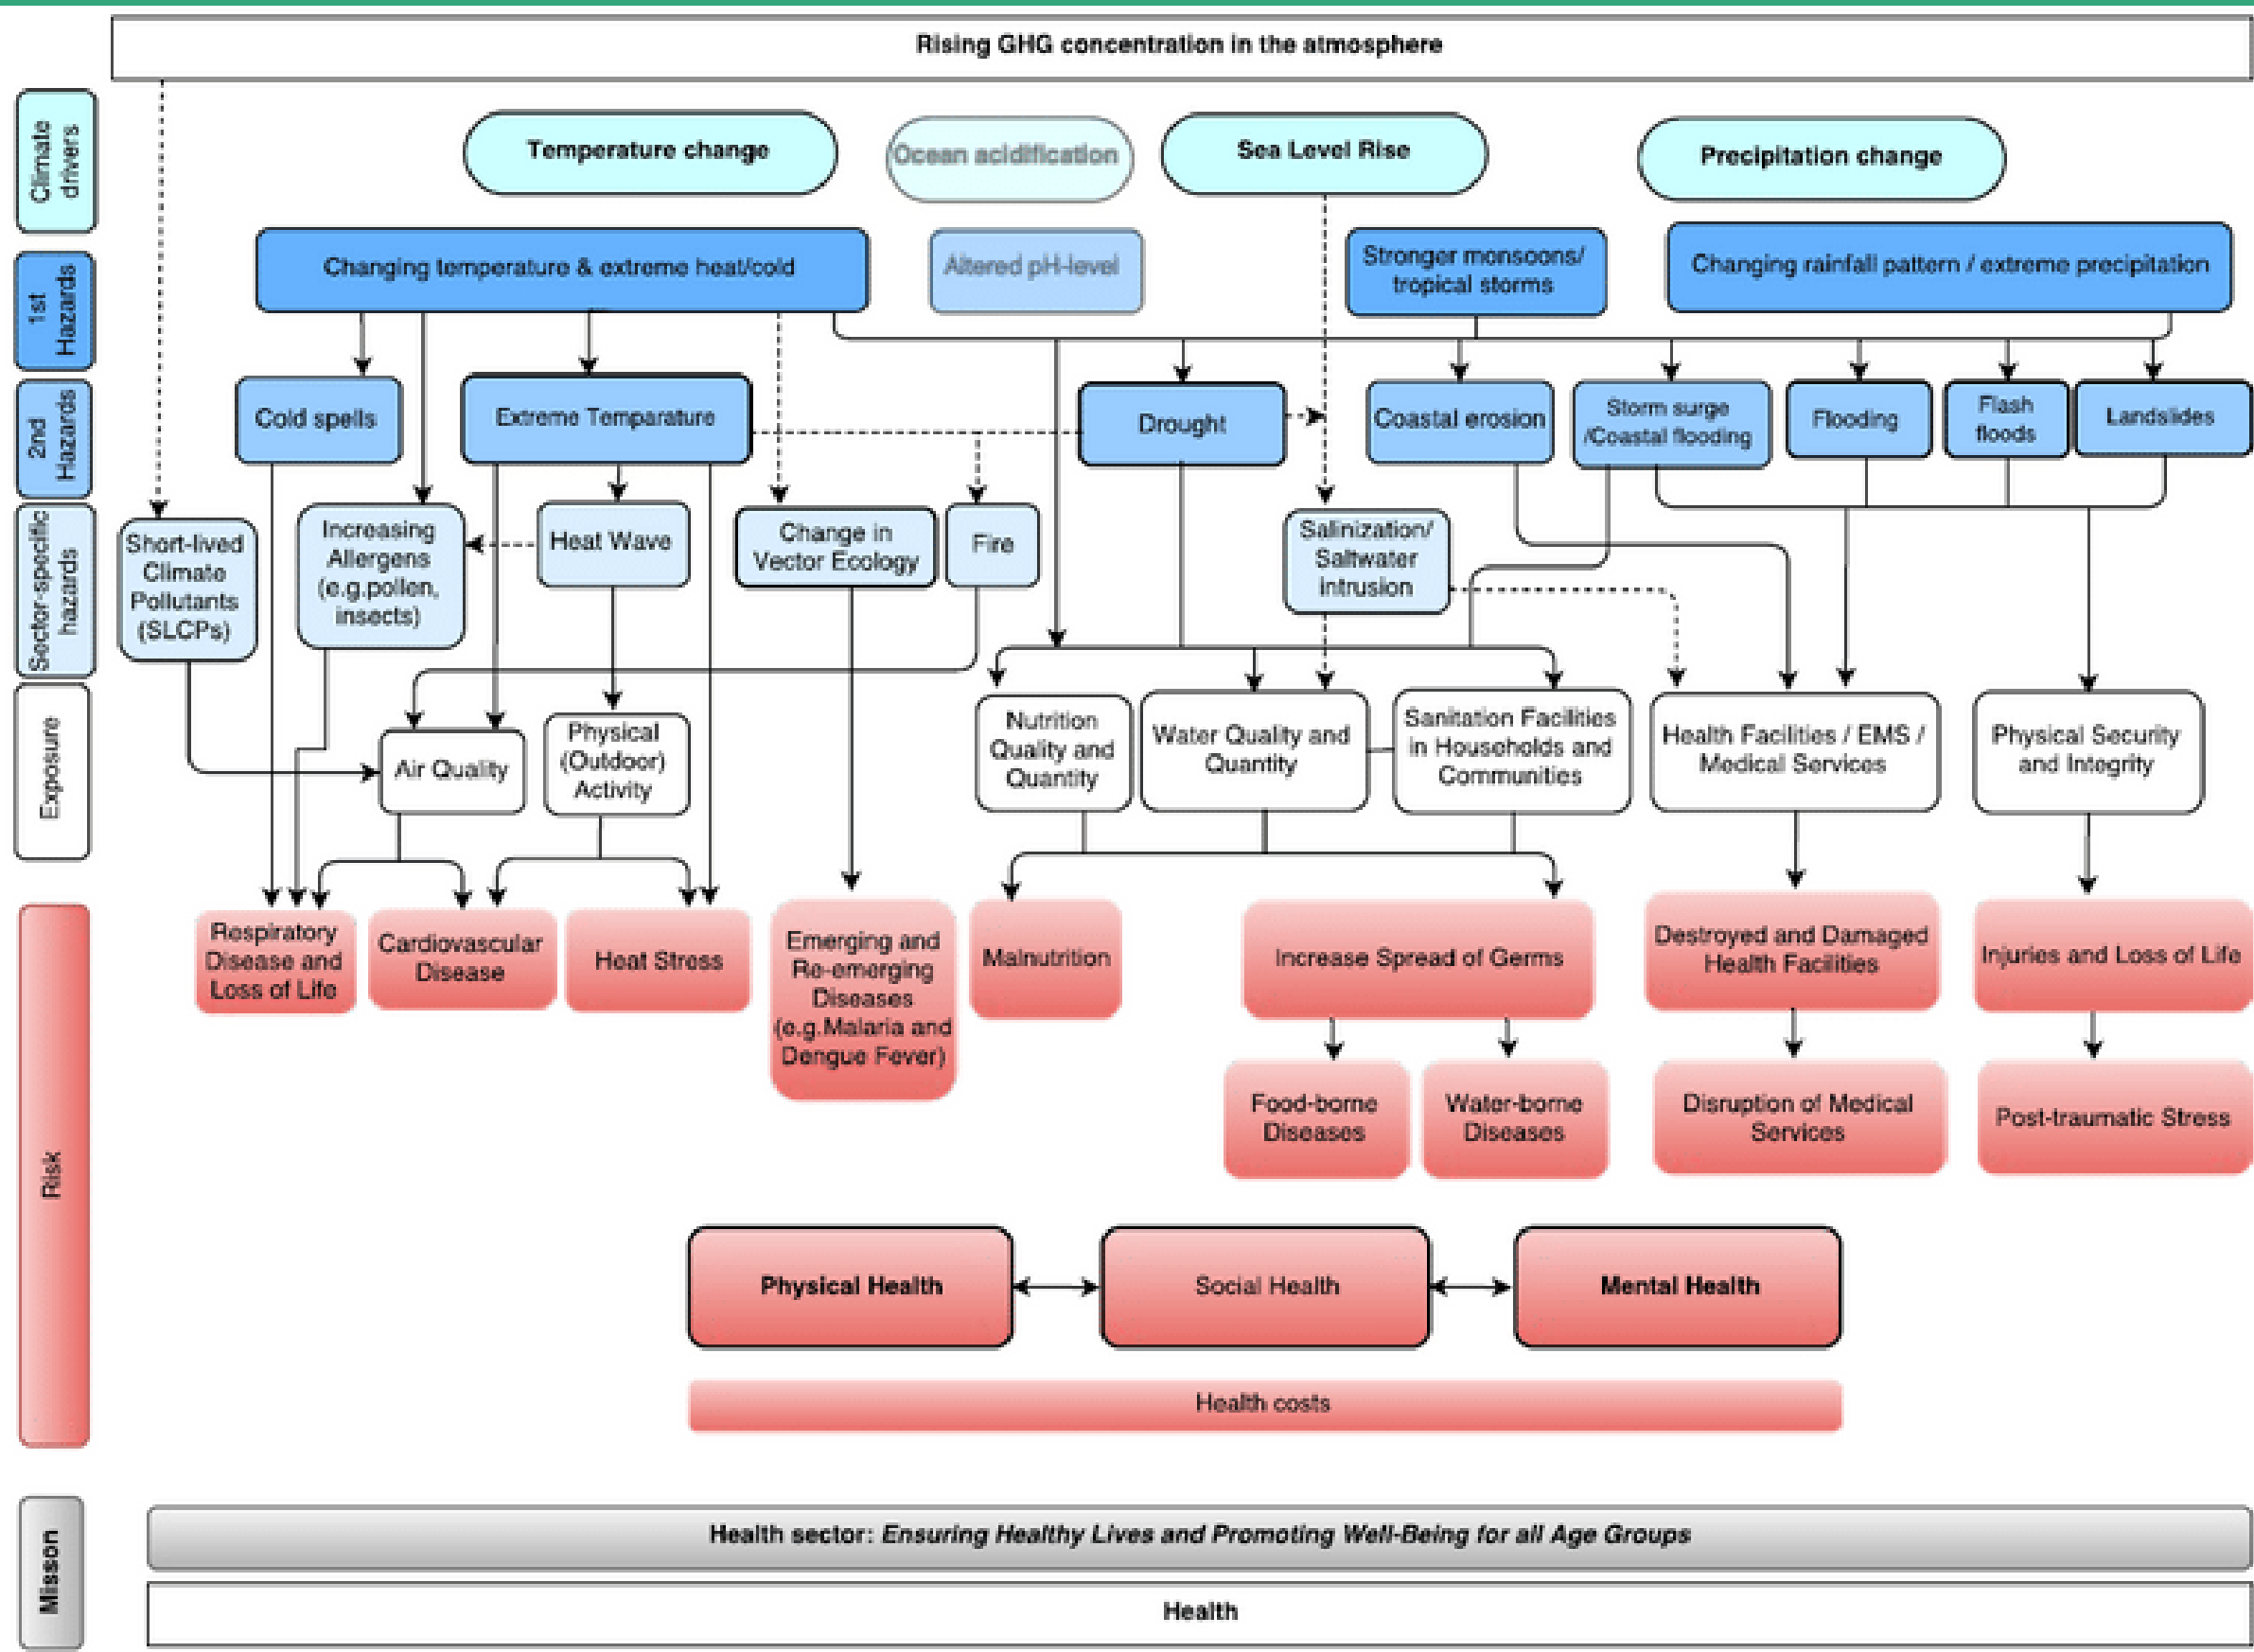 Rising GHG concentration in the atmosphere
Climate
drivers
Temperature change
Ocean acidification
Sea Level Rise
Precipitation change
1st
Hazards
Changing temperature & extreme heat/cold
Altered pH-level
Stronger monsoons/
tropical storms
Changing rainfall pattern / extreme precipitation
2nd
Hazards
Cold spells
Extreme Temparature
Drought
Coastal erosion
Storm surge
/Coastal flooding
Flooding
Flash
floods
Landslides
Sector-specific
hazards
Short-lived
Climate
Pollutants
(SLCPs)
Increasing
Allergens
(e.g.pollen,
insects)
Heat Wave
Change in
Vector Ecology
Fire
Salinization/
Saltwater
intrusion
Exposure
Air Quality
Physical
(Outdoor)
Activity
Nutrition
Quality and
Quantity
Water Quality and
Quantity
Sanitation Facilities
in Households and
Communities
Health Facilities / EMS /
Medical Services
Physical Security
and Integrity
Risk
Respiratory
Disease and
Loss of Life
Cardiovascular
Disease
Heat Stress
Emerging and
Re-emerging
Diseases
(e.g.Malaria and
Dengue Fever)
Malnutrition
Increase Spread of Germs
Destroyed and Damaged
Health Facilities
Injuries and Loss of Life
Food-borne
Diseases
Water-borne
Diseases
Disruption of Medical
Services
Post-traumatic Stress
Physical Health
Social Health
Mental Health
Health costs
Misson
Health sector: Ensuring Healthy Lives and Promoting Well-Being for all Age Groups
Health